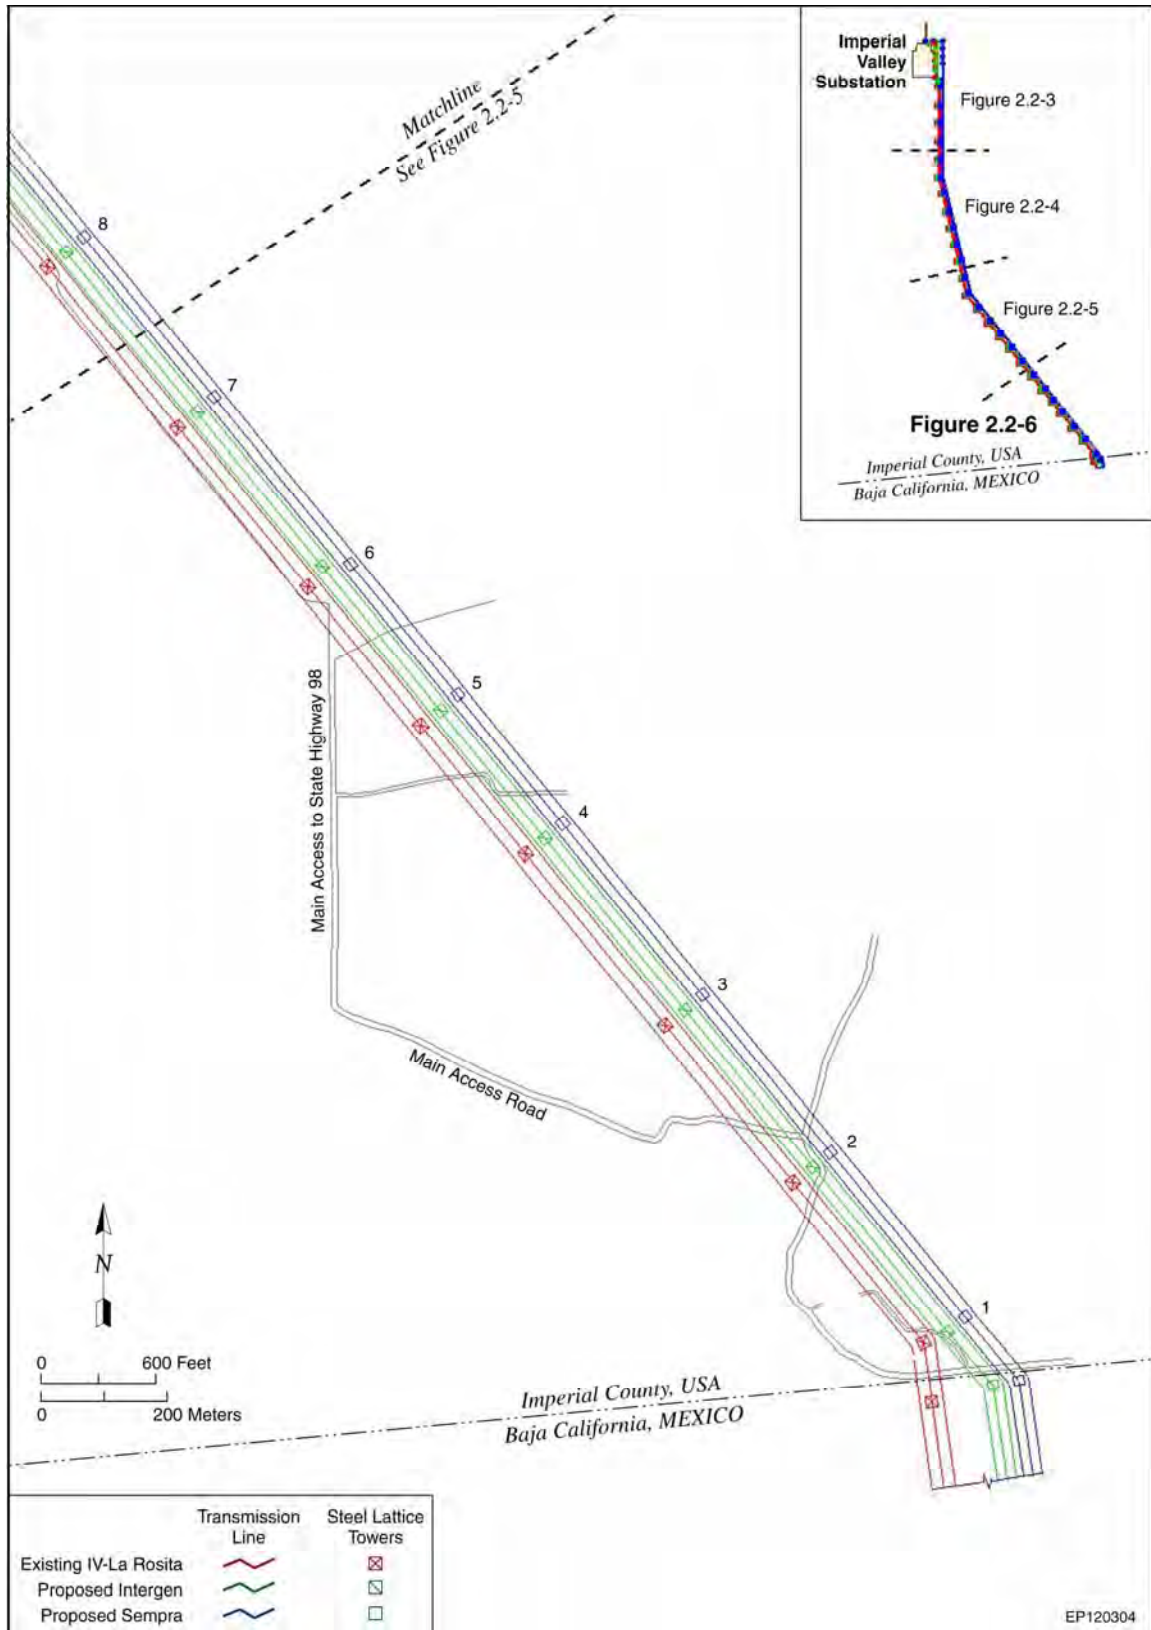 Matchline
See Figure 2.2-5
Imperial
Valley
Substation
Figure 2.2-3
Figure 2.2-4
Figure 2.2-5
Figure 2.2-6
Imperial County, USA
Baja California, MEXICO
8
7
6
5
4
3
2
1
Main Access to State Highway 98
Main Access Road
N
0 600 Feet
0 200 Meters
Imperial County, USA
Baja California, MEXICO
Transmission
Line
Steel Lattice
Towers
Existing IV-La Rosita
Proposed Intergen
Proposed Sempra
EP120304